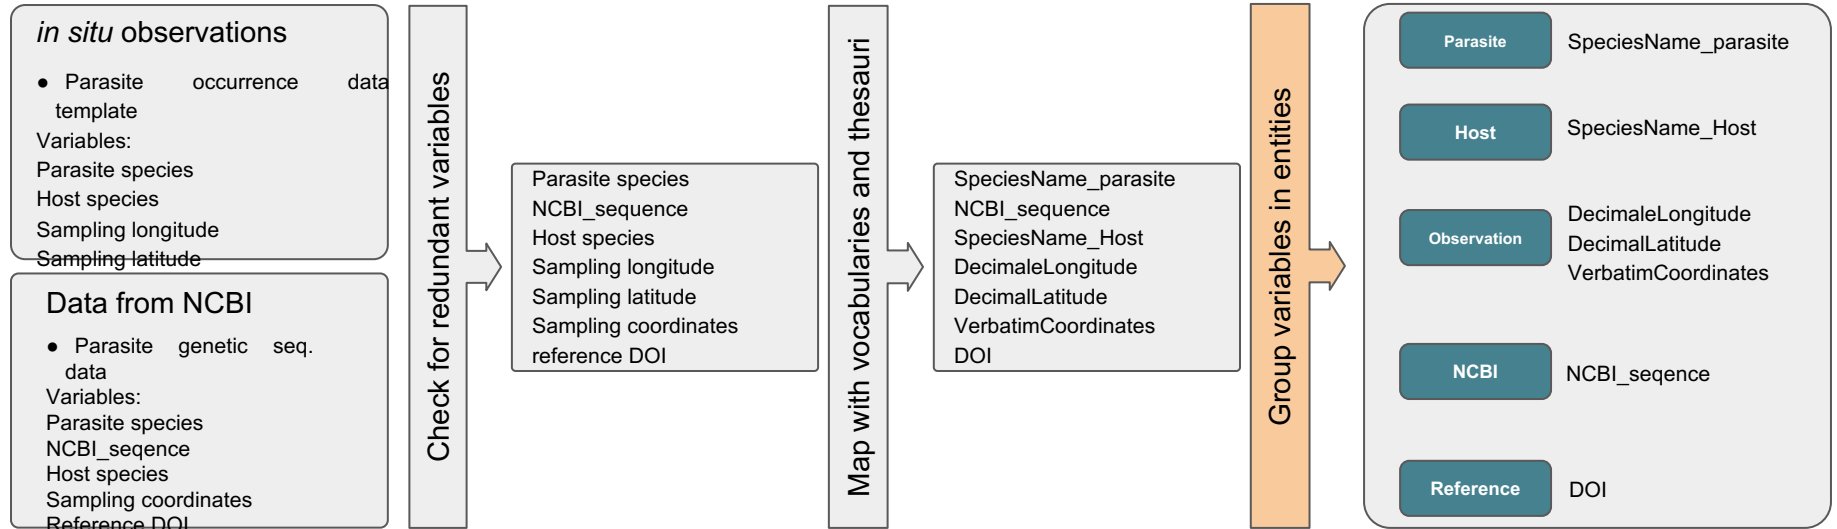 in situ observations
● Parasite occurrence data
template
Variables:
Parasite species
Host species
Sampling longitude
Sampling latitude
Data from NCBI
● Parasite genetic seq.
data
Variables:
Parasite species
NCBI_seqence
Host species
Sampling coordinates
Reference DOI
Check for redundant variables
Parasite species
NCBI_sequence
Host species
Sampling longitude
Sampling latitude
Sampling coordinates
reference DOI
Map with vocabularies and thesauri
SpeciesName_parasite
NCBI_sequence
SpeciesName_Host
DecimaleLongitude
DecimalLatitude
VerbatimCoordinates
DOI
Group variables in entities
Parasite SpeciesName_parasite
Host SpeciesName_Host
Observation
DecimaleLongitude
DecimalLatitude
VerbatimCoordinates
NCBI NCBI_seqence
Reference DOI